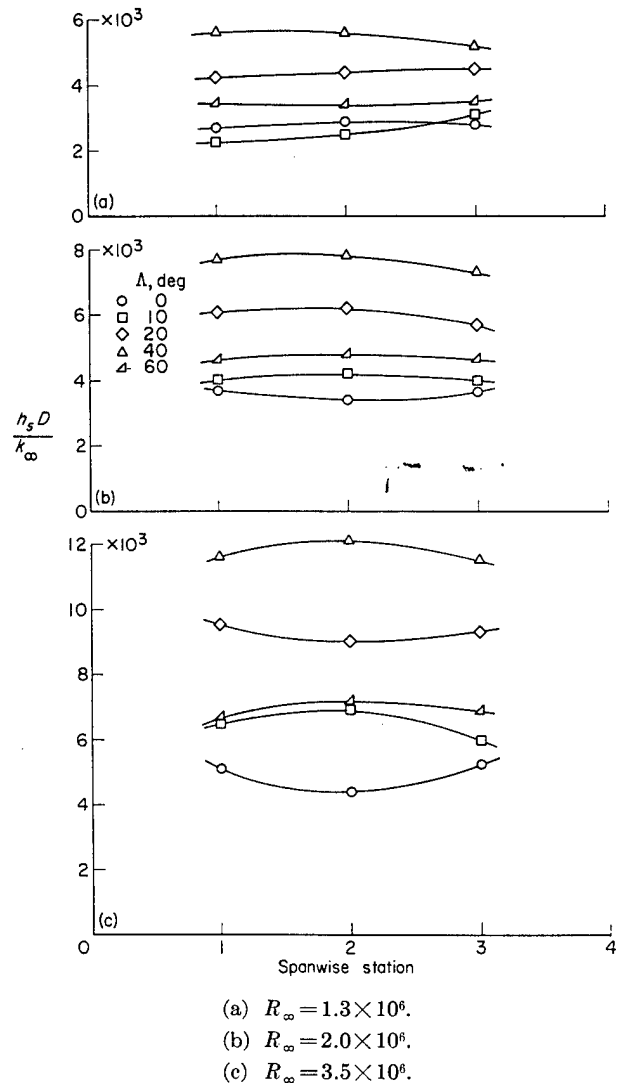 ×10³
6
4
2
0
(a)
×10³
8
6
4
2
0
(b)
Λ, deg
0
10
20
40
60
h_s D
k_∞
×10³
12
10
8
6
4
2
0
(c)
1
2
3
4
Spanwise station
(a) R_∞=1.3×10⁶.
(b) R_∞=2.0×10⁶.
(c) R_∞=3.5×10⁶.